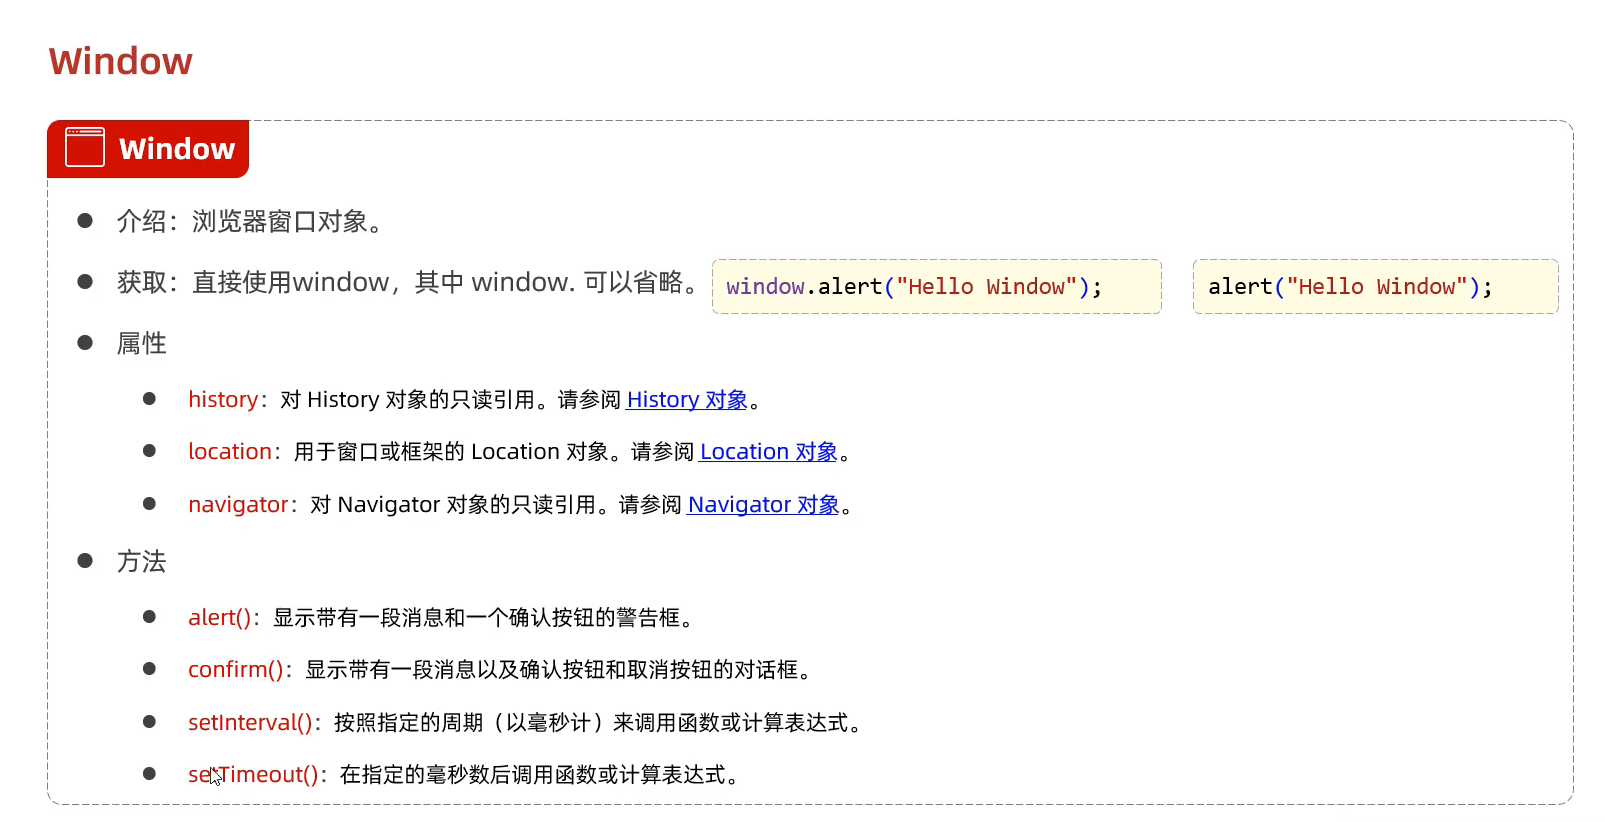 Window
Window
介绍：浏览器窗口对象。
获取：直接使用window，其中 window. 可以省略。 window.alert("Hello Window"); alert("Hello Window");
属性
history：对 History 对象的只读引用。请参阅 History 对象。
location：用于窗口或框架的 Location 对象。请参阅 Location 对象。
navigator：对 Navigator 对象的只读引用。请参阅 Navigator 对象。
方法
alert()：显示带有一段消息和一个确认按钮的警告框。
confirm()：显示带有一段消息以及确认按钮和取消按钮的对话框。
setInterval()：按照指定的周期（以毫秒计）来调用函数或计算表达式。
setTimeout()：在指定的毫秒数后调用函数或计算表达式。